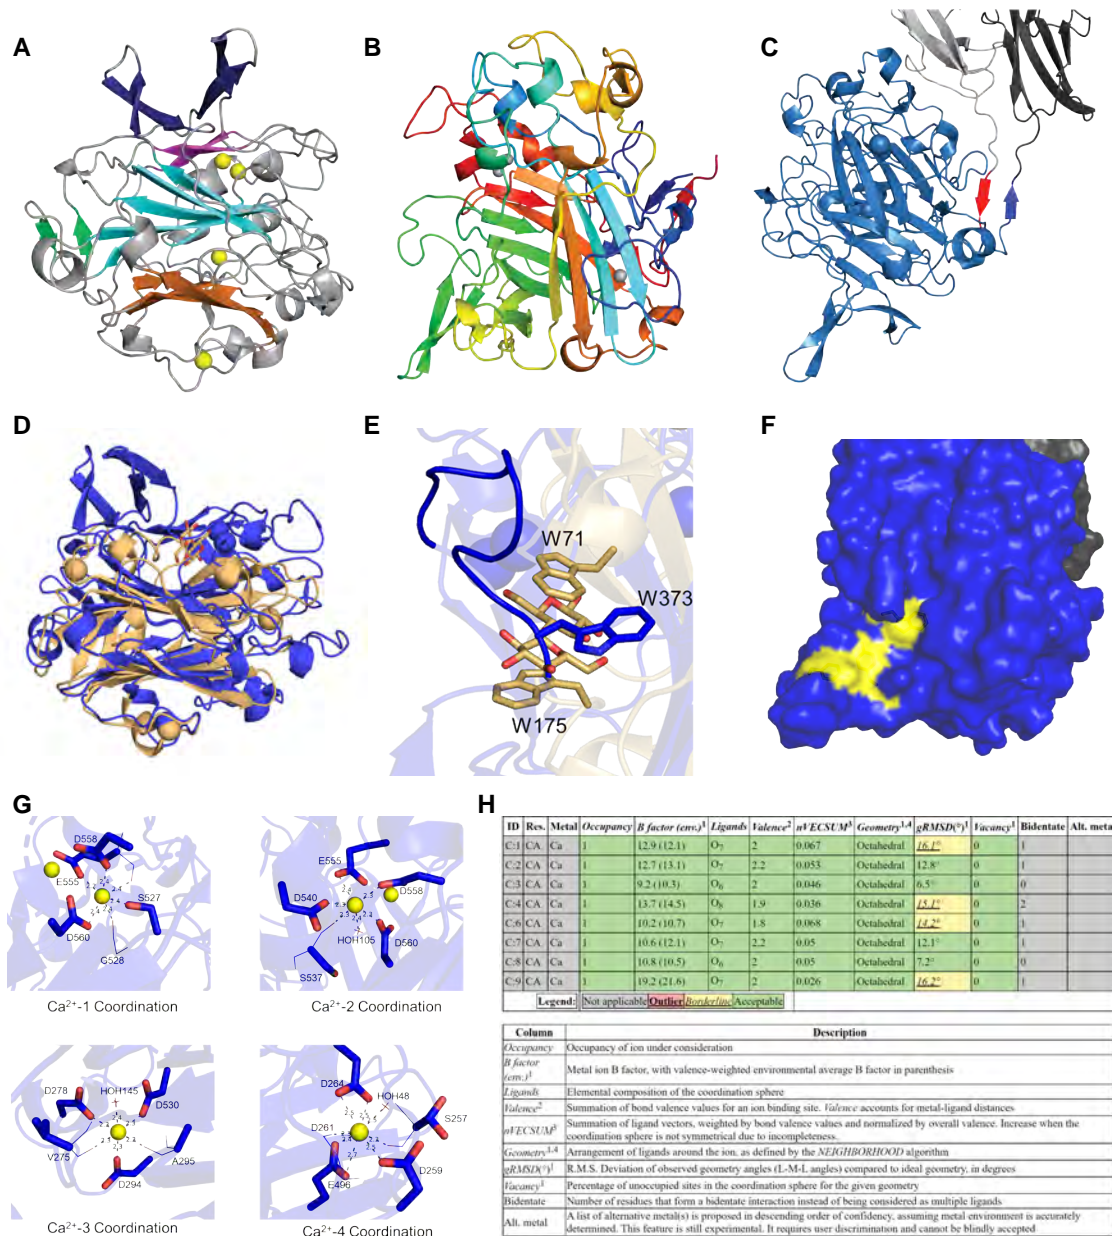 A
B
C
D
E
F
W71
W373
W175
G
H
D558
E555
S527
D560
G528
Ca²⁺-1 Coordination
E555
D540
D558
HOH105
D560
S537
Ca²⁺-2 Coordination
D278
HOH145
D530
V275
A295
D294
Ca²⁺-3 Coordination
D264
HOH48
S257
D261
D259
E496
Ca²⁺-4 Coordination
ID Res. Metal Occupancy B factor (env.)¹ Ligands Valence² nVECSUM³ Geometry¹,⁴ gRMSD(°)¹ Vacancy¹ Bidentate Alt. metal
C:1 CA Ca 1 12.9 (12.1) O₇ 2 0.067 Octahedral 16.1° 0 1
C:2 CA Ca 1 12.7 (13.1) O₇ 2.2 0.053 Octahedral 12.8° 0 1
C:3 CA Ca 1 9.2 (10.3) O₆ 2 0.046 Octahedral 6.5° 0 0
C:4 CA Ca 1 13.7 (14.5) O₈ 1.9 0.036 Octahedral 15.1° 0 2
C:6 CA Ca 1 10.2 (10.7) O₇ 1.8 0.068 Octahedral 14.2° 0 1
C:7 CA Ca 1 10.6 (12.1) O₇ 2.2 0.05 Octahedral 12.1° 0 1
C:8 CA Ca 1 10.8 (10.5) O₆ 2 0.05 Octahedral 7.2° 0 0
C:9 CA Ca 1 19.2 (21.6) O₇ 2 0.026 Octahedral 16.2° 0 1
Legend: Not applicable Outlier Borderline Acceptable
Column Description
Occupancy Occupancy of ion under consideration
B factor (env.)¹ Metal ion B factor, with valence-weighted environmental average B factor in parenthesis
Ligands Elemental composition of the coordination sphere
Valence² Summation of bond valence values for an ion binding site. Valence accounts for metal-ligand distances
nVECSUM³ Summation of ligand vectors, weighted by bond valence values and normalized by overall valence. Increase when the
coordination sphere is not symmetrical due to incompleteness.
Geometry¹,⁴ Arrangement of ligands around the ion, as defined by the NEIGHBORHOOD algorithm
gRMSD(°)¹ R.M.S. Deviation of observed geometry angles (L-M-L angles) compared to ideal geometry, in degrees
Vacancy¹ Percentage of unoccupied sites in the coordination sphere for the given geometry
Bidentate Number of residues that form a bidentate interaction instead of being considered as multiple ligands
Alt. metal A list of alternative metal(s) is proposed in descending order of confidency, assuming metal environment is accurately
determined. This feature is still experimental. It requires user discrimination and cannot be blindly accepted